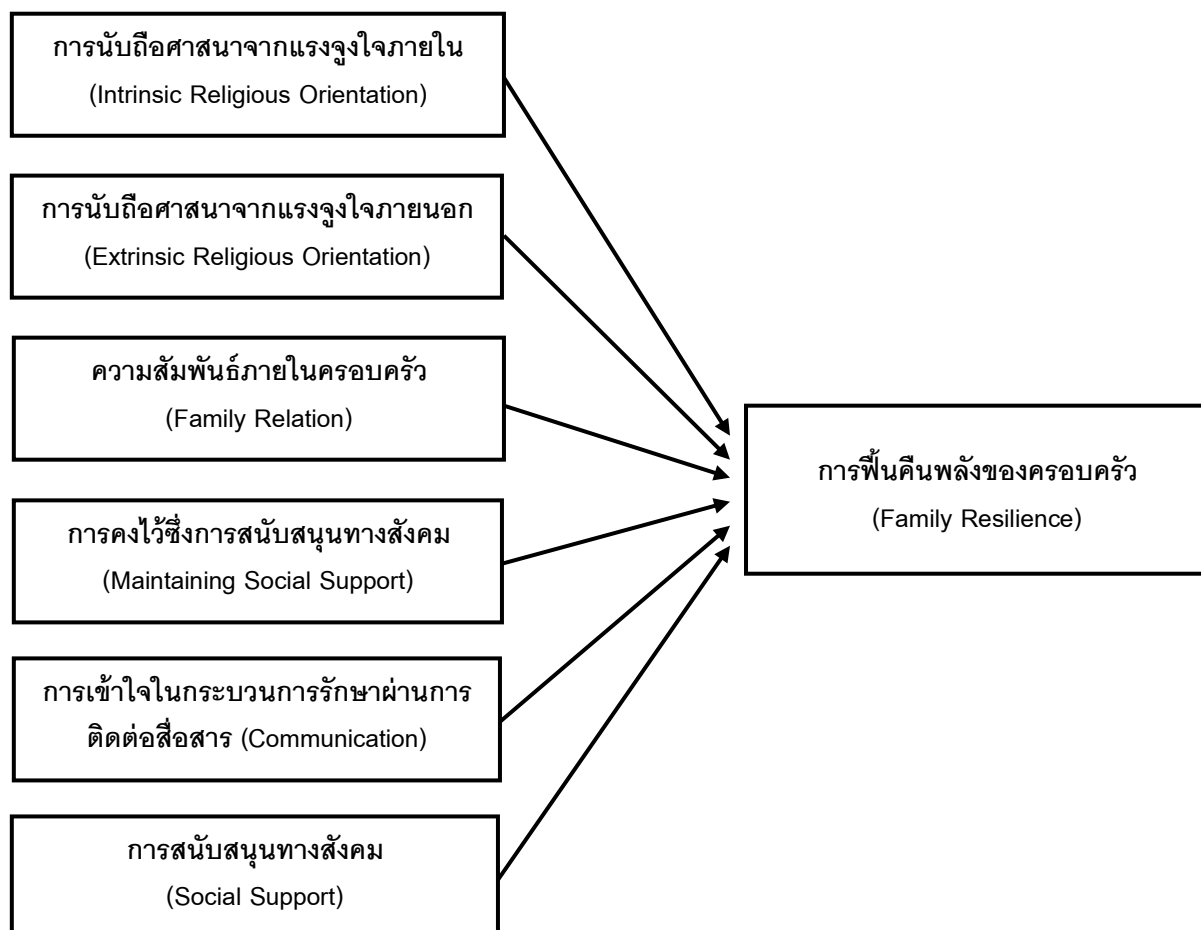 การนับถือศาสนาจากแรงจูงใจภายใน
(Intrinsic Religious Orientation)
การนับถือศาสนาจากแรงจูงใจภายนอก
(Extrinsic Religious Orientation)
ความสัมพันธ์ภายในครอบครัว
(Family Relation)
การคงไว้ซึ่งการสนับสนุนทางสังคม
(Maintaining Social Support)
การเข้าใจในกระบวนการรักษาผ่านการ
ติดต่อสื่อสาร (Communication)
การสนับสนุนทางสังคม
(Social Support)
การฟื้นคืนพลังของครอบครัว
(Family Resilience)